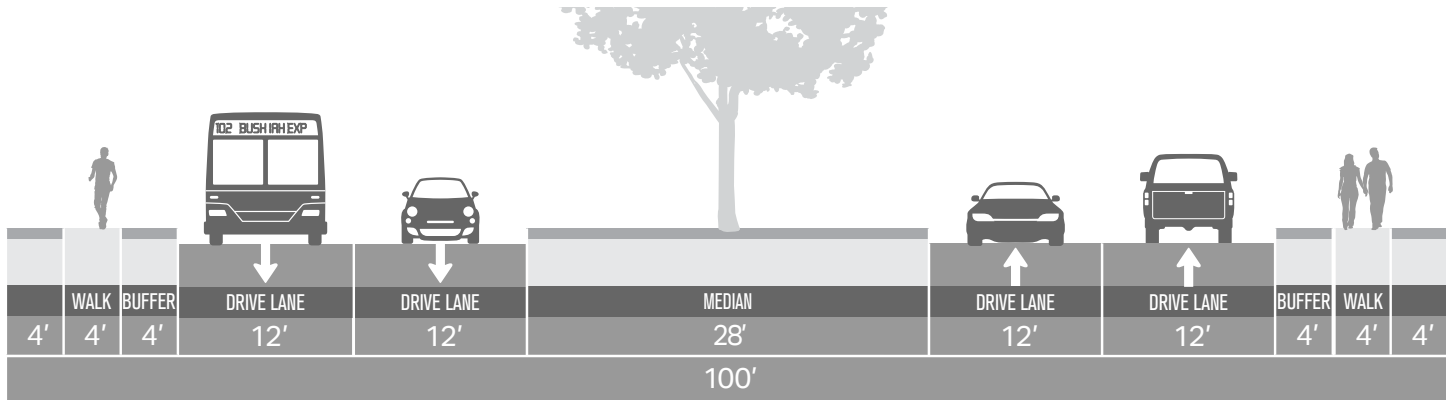 102 BUSH IAH EXP
WALK BUFFER DRIVE LANE DRIVE LANE MEDIAN DRIVE LANE DRIVE LANE BUFFER WALK
4' 4' 4' 12' 12' 28' 12' 12' 4' 4' 4'
100'